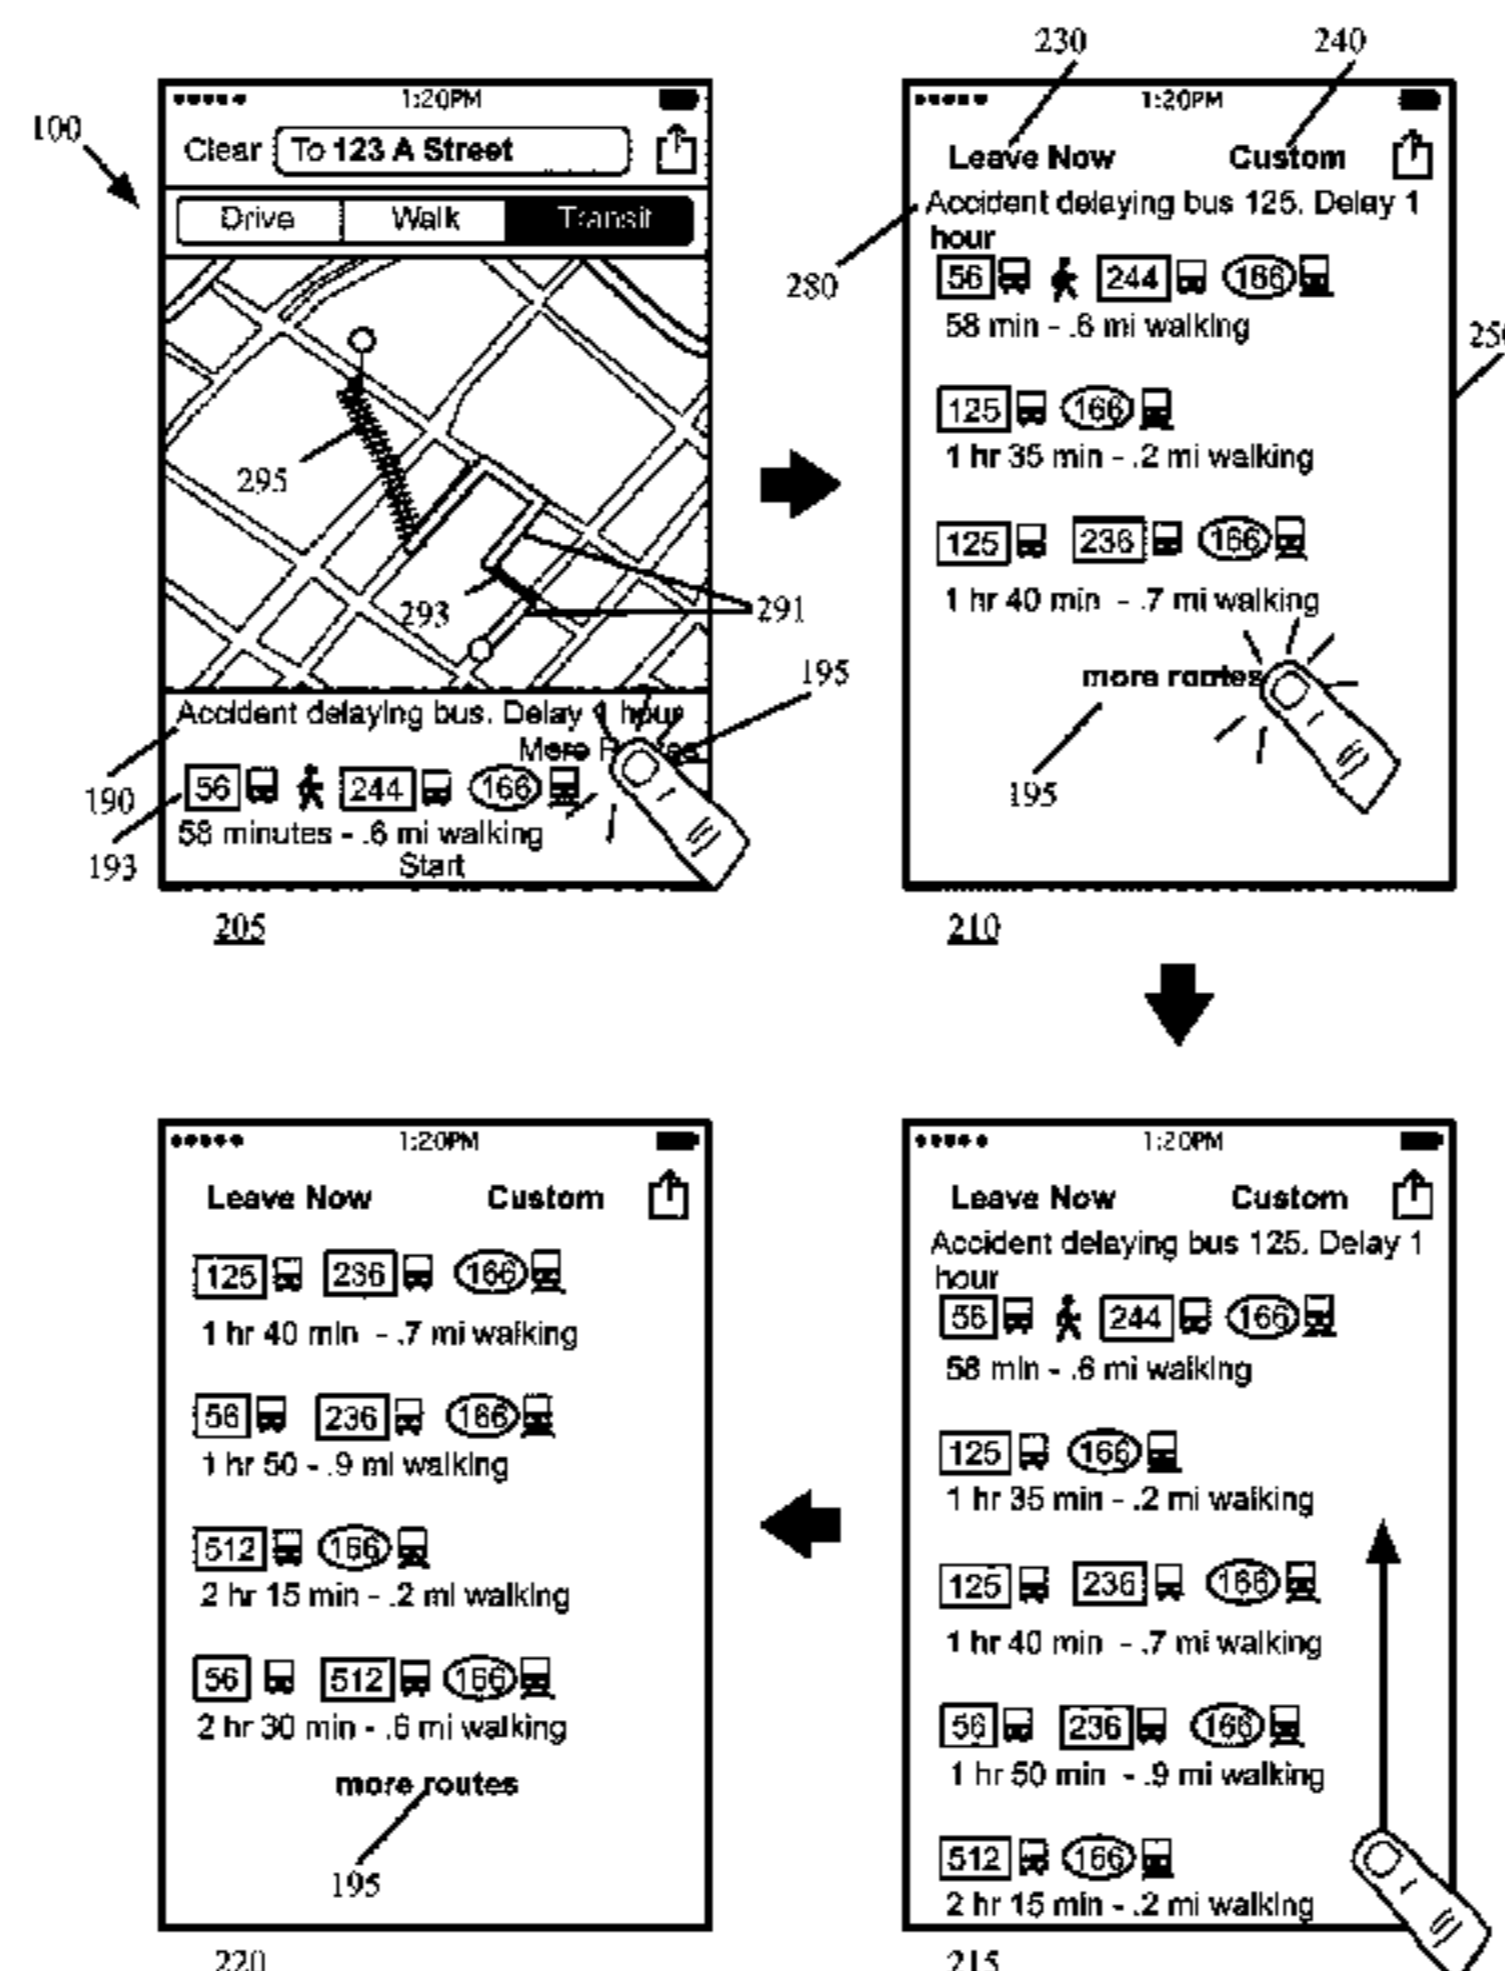 230 240
1:20PM
100
Clear To 123 A Street
Drive Walk Transit
295
293
291
195
Accident delaying bus. Delay 1 hour
More
190
56 244 166
193
58 minutes - .6 mi walking
Start
205
1:20PM
Leave Now Custom
280
Accident delaying bus 125. Delay 1
hour
56 244 166
58 min - .6 mi walking
125 166
1 hr 35 min - .2 mi walking
125 236 166
1 hr 40 min - .7 mi walking
more routes
195
210
1:20PM
Leave Now Custom
125 236 166
1 hr 40 min - .7 mi walking
56 236 166
1 hr 50 - .9 mi walking
512 166
2 hr 15 min - .2 mi walking
56 512 166
2 hr 30 min - .6 mi walking
more routes
195
220
1:20PM
Leave Now Custom
Accident delaying bus 125. Delay 1
hour
56 244 166
58 min - .6 mi walking
125 166
1 hr 35 min - .2 mi walking
125 236 166
1 hr 40 min - .7 mi walking
56 236 166
1 hr 50 min - .9 mi walking
512 166
2 hr 15 min - .2 mi walking
215